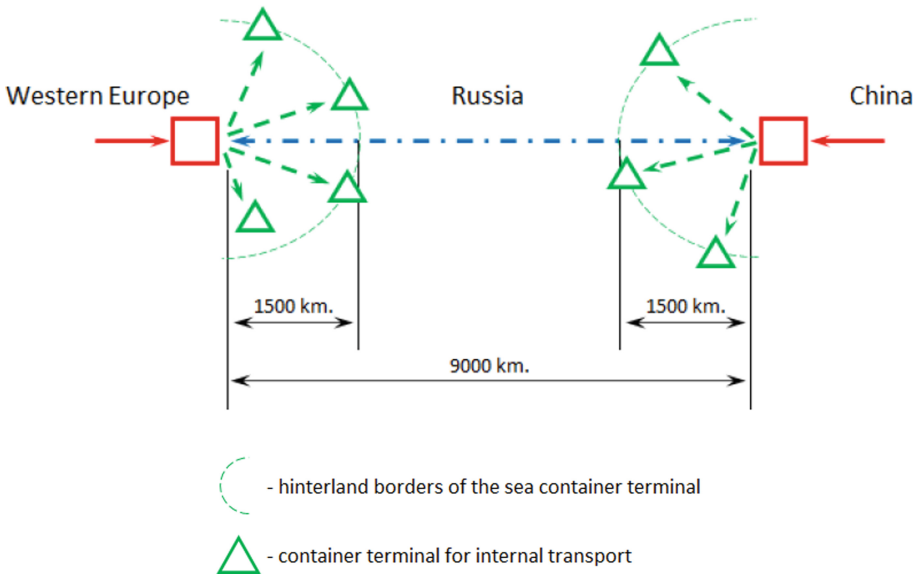 Western Europe
Russia
China
1500 km.
1500 km.
9000 km.
- hinterland borders of the sea container terminal
- container terminal for internal transport